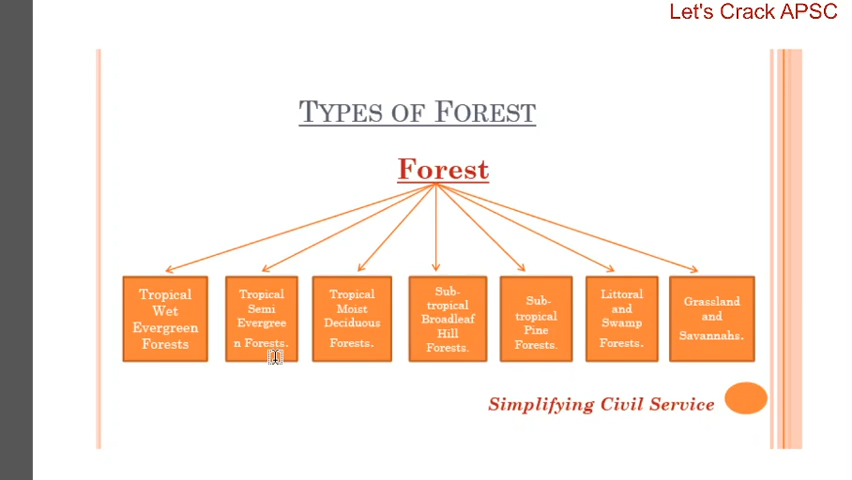 Let's Crack APSC
TYPES OF FOREST
Forest
Tropical
Wet
Evergreen
Forests
Tropical
Semi
Evergree
n Forests.
Tropical
Moist
Deciduous
Forests.
Sub-
tropical
Broadleaf
Hill
Forests.
Sub-
tropical
Pine
Forests.
Littoral
and
Swamp
Forests.
Grassland
and
Savannahs.
Simplifying Civil Service